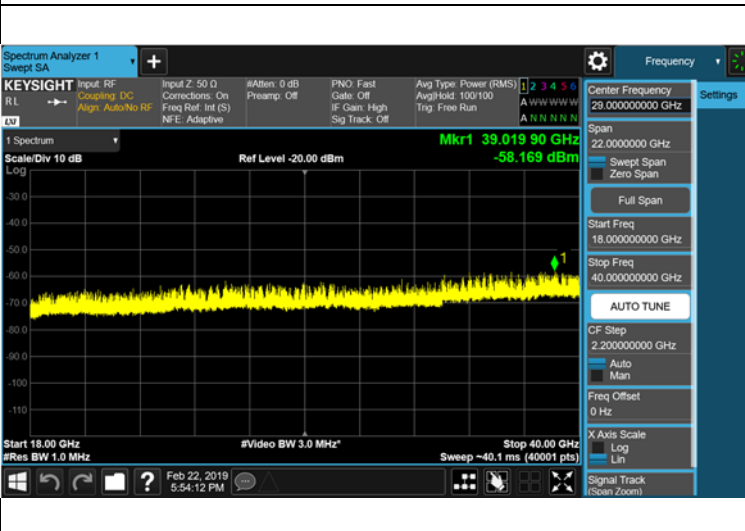 Spectrum Analyzer 1
Swept SA
Frequency
KEYSIGHT
RL
LXI
Input: RF
Coupling: DC
Align: Auto/No RF
Input Z: 50 Ω
Corrections: On
Freq Ref: Int (S)
NFE: Adaptive
#Atten: 0 dB
Preamp: Off
PNO: Fast
Gate: Off
IF Gain: High
Sig Track: Off
Avg Type: Power (RMS)
Avg|Hold: 100/100
Trig: Free Run
1 2 3 4 5 6
A W W W W W
A N N N N N
1 Spectrum
Scale/Div 10 dB
Log
Ref Level -20.00 dBm
Mkr1 39.019 90 GHz
-58.169 dBm
-30.0
-40.0
-50.0
1
-60.0
-70.0
-80.0
-90.0
-100
-110
Start 18.00 GHz
#Res BW 1.0 MHz
#Video BW 3.0 MHz*
Stop 40.00 GHz
Sweep ~40.1 ms (40001 pts)
?
Feb 22, 2019
5:54:12 PM
Center Frequency
29.000000000 GHz
Settings
Span
22.0000000 GHz
Swept Span
Zero Span
Full Span
Start Freq
18.000000000 GHz
Stop Freq
40.000000000 GHz
AUTO TUNE
CF Step
2.200000000 GHz
Auto
Man
Freq Offset
0 Hz
X Axis Scale
Log
Lin
Signal Track
(Span Zoom)